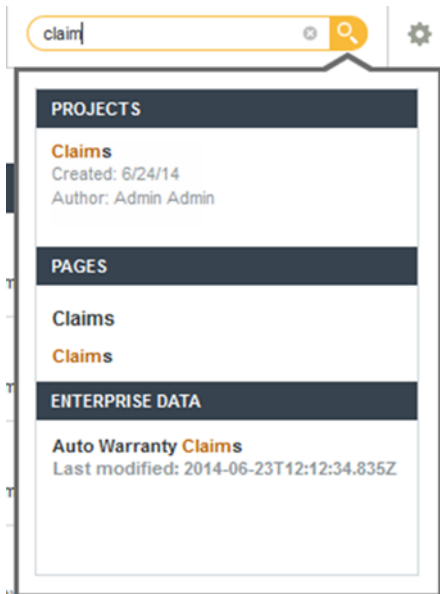 claim
PROJECTS
Claims
Created: 6/24/14
Author: Admin Admin
PAGES
Claims
Claims
ENTERPRISE DATA
Auto Warranty Claims
Last modified: 2014-06-23T12:12:34.835Z